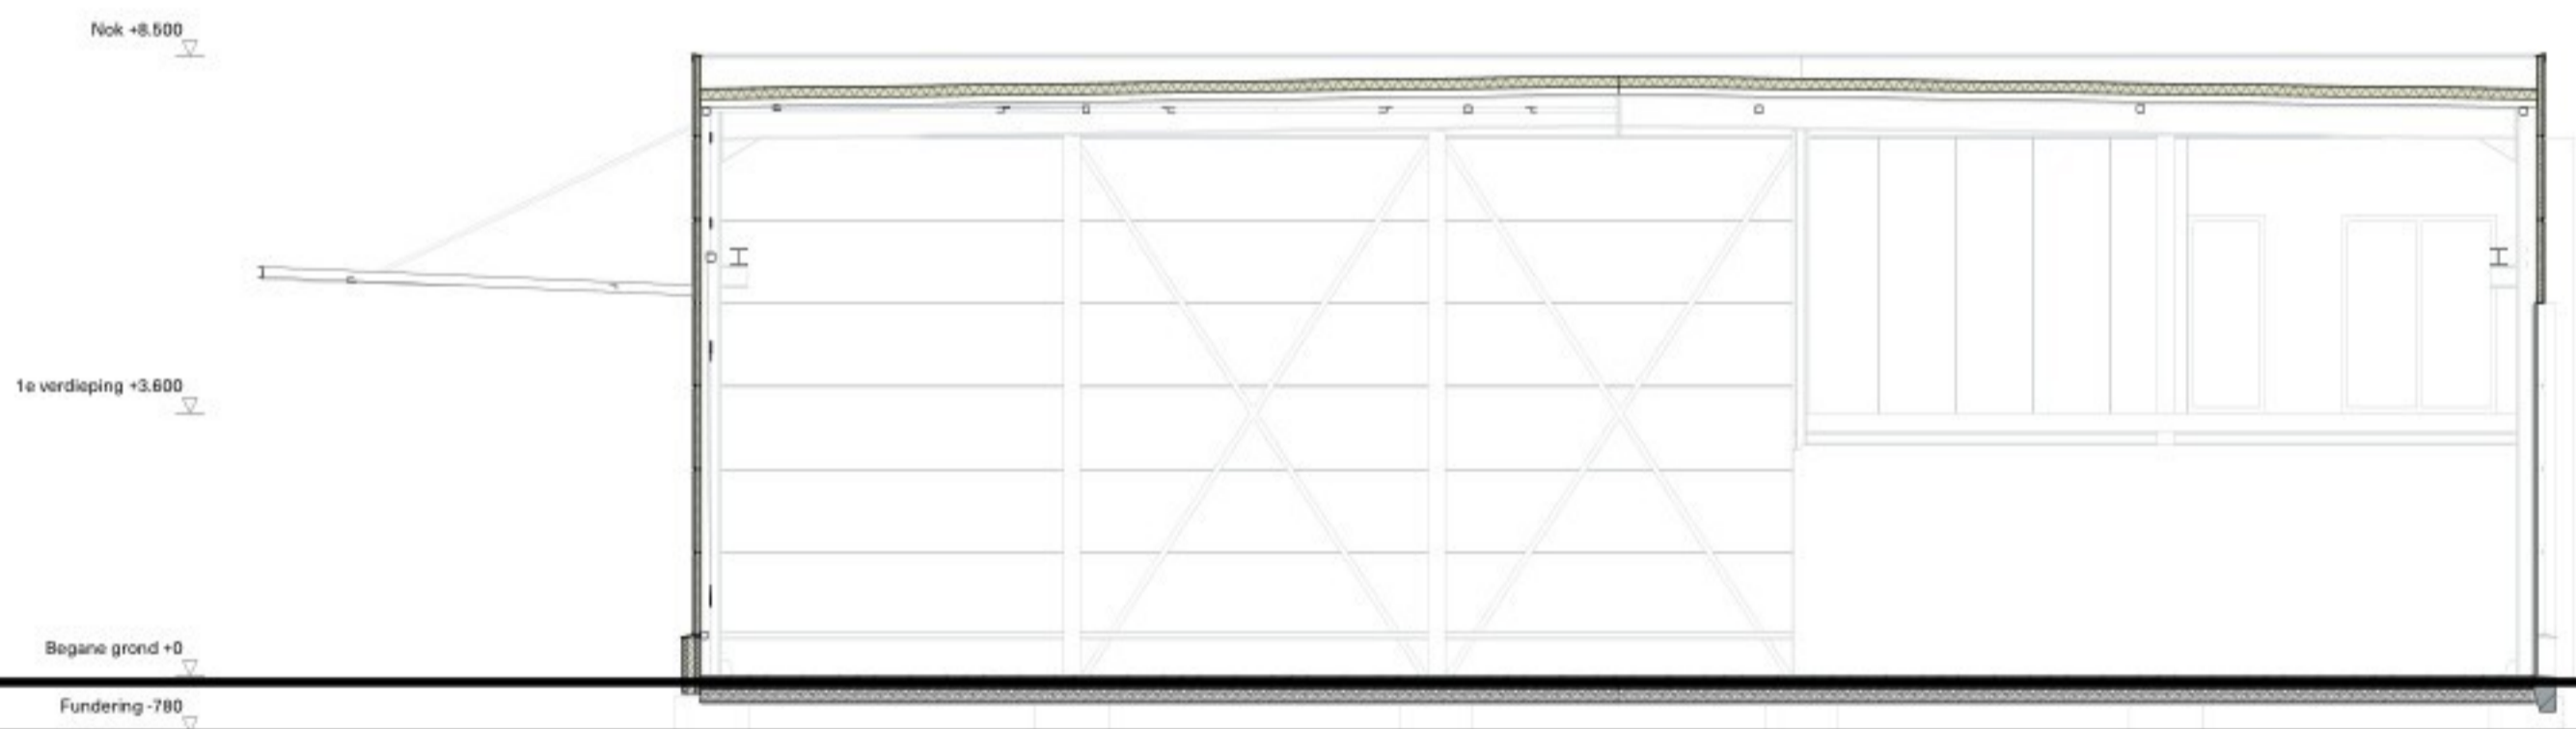 Nok +8.500
1e verdieping +3.600
Begane grond +0
Fundering -780